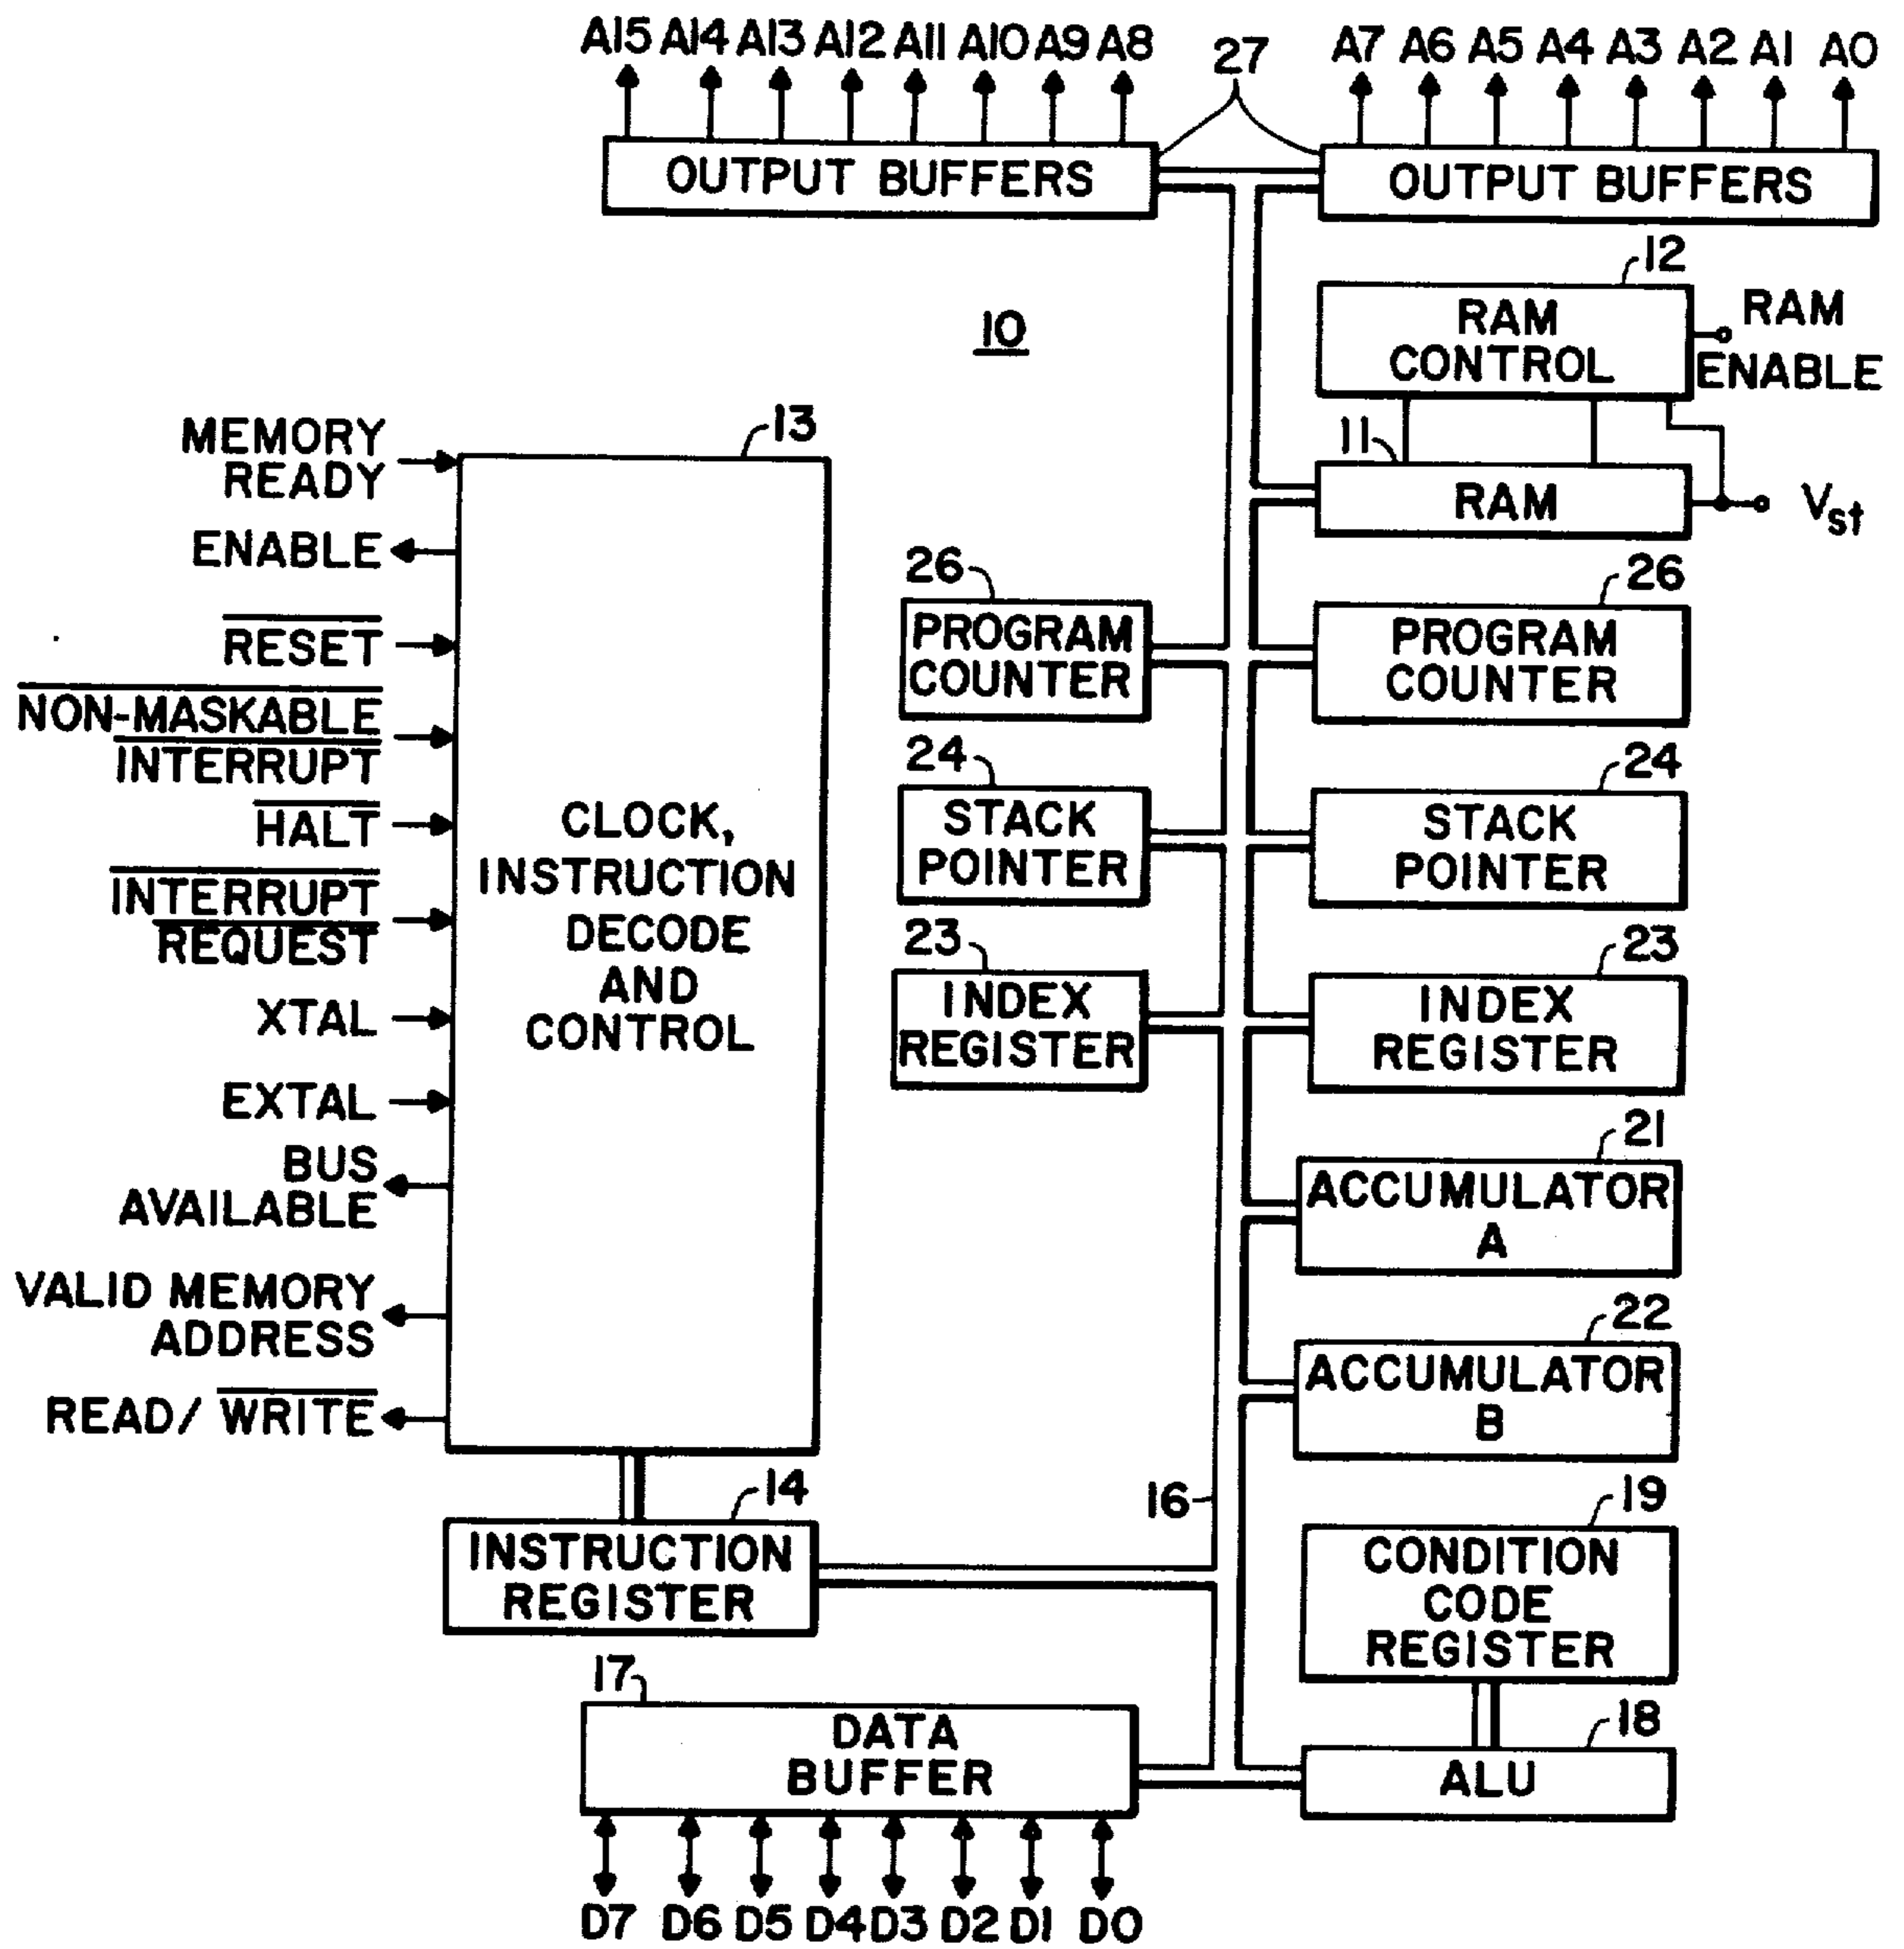 A15 A14 A13 A12 A11 A10 A9 A8
27
A7 A6 A5 A4 A3 A2 A1 A0
OUTPUT BUFFERS
OUTPUT BUFFERS
12
10
RAM
CONTROL
RAM
ENABLE
11
RAM
Vst
13
MEMORY
READY
ENABLE
RESET
NON-MASKABLE
INTERRUPT
HALT
INTERRUPT
REQUEST
XTAL
EXTAL
BUS
AVAILABLE
VALID MEMORY
ADDRESS
READ/ WRITE
CLOCK,
INSTRUCTION
DECODE
AND
CONTROL
26
PROGRAM
COUNTER
26
PROGRAM
COUNTER
24
STACK
POINTER
24
STACK
POINTER
23
INDEX
REGISTER
23
INDEX
REGISTER
21
ACCUMULATOR
A
22
ACCUMULATOR
B
14
INSTRUCTION
REGISTER
16
19
CONDITION
CODE
REGISTER
17
DATA
BUFFER
18
ALU
D7 D6 D5 D4 D3 D2 D1 D0